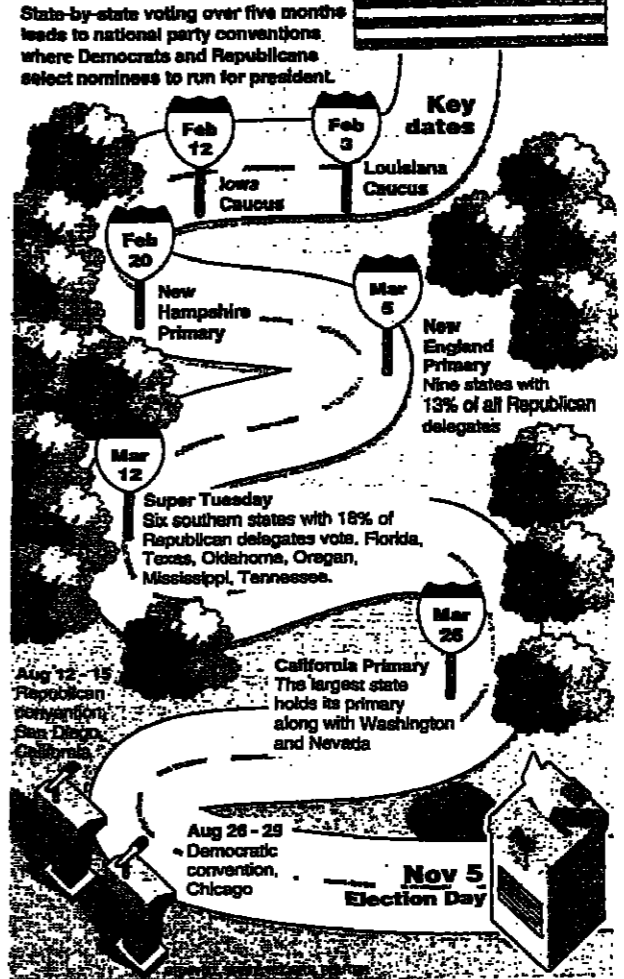 State-by-state voting over five months
leads to national party conventions
where Democrats and Republicans
select nominess to run for president.
Key
dates
Feb
3
Louisiana
Caucus
Feb
12
Iowa
Caucus
Feb
20
New
Hampshire
Primary
Mar
5
New
England
Primary
Nine states with
13% of all Republican
delegates
Mar
12
Super Tuesday
Six southern states with 18% of
Republican delegates vote, Florida,
Texas, Oklahoma, Oregan,
Mississippi, Tennessee.
Mar
26
California Primary
The largest state
holds its primary
along with Washington
and Nevada
Aug 12 - 15
Republican
convention,
San Diego,
California
Aug 26 - 29
Democratic
convention,
Chicago
Nov 5
Election Day